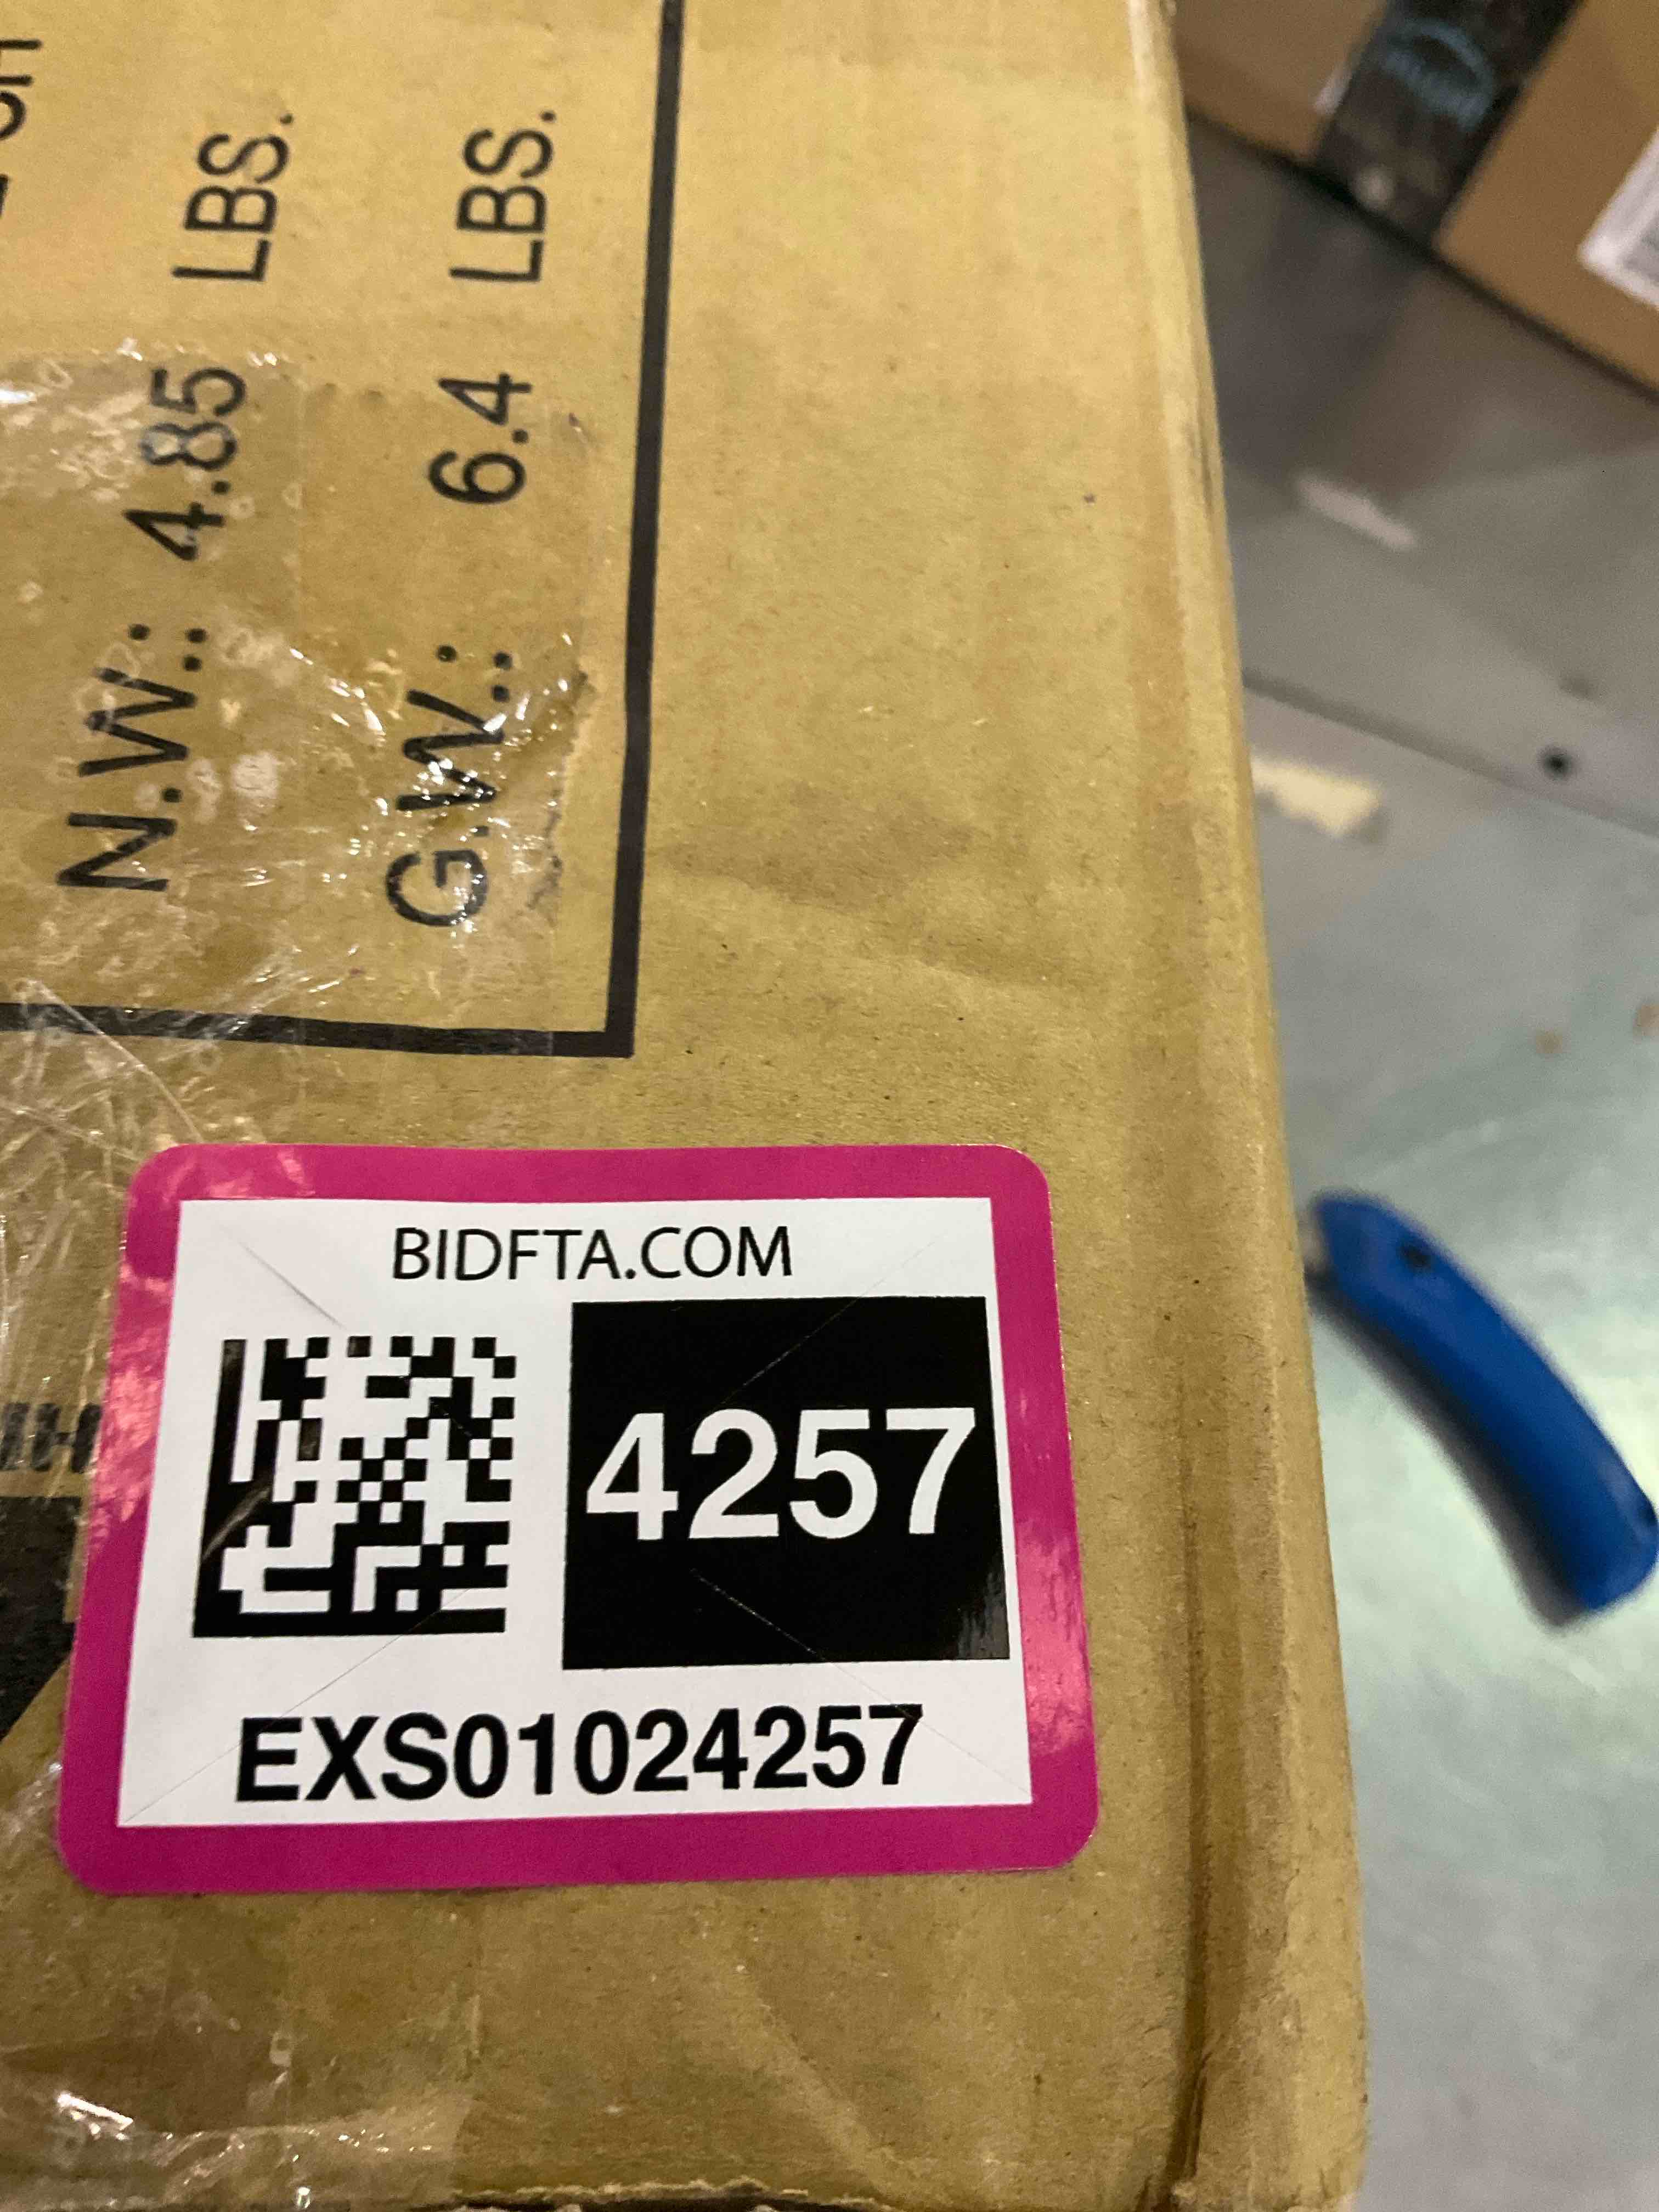 N.W.: 4.85 LBS.
G.W.: 6.4 LBS.
BIDFTA.COM
4257
EXS01024257